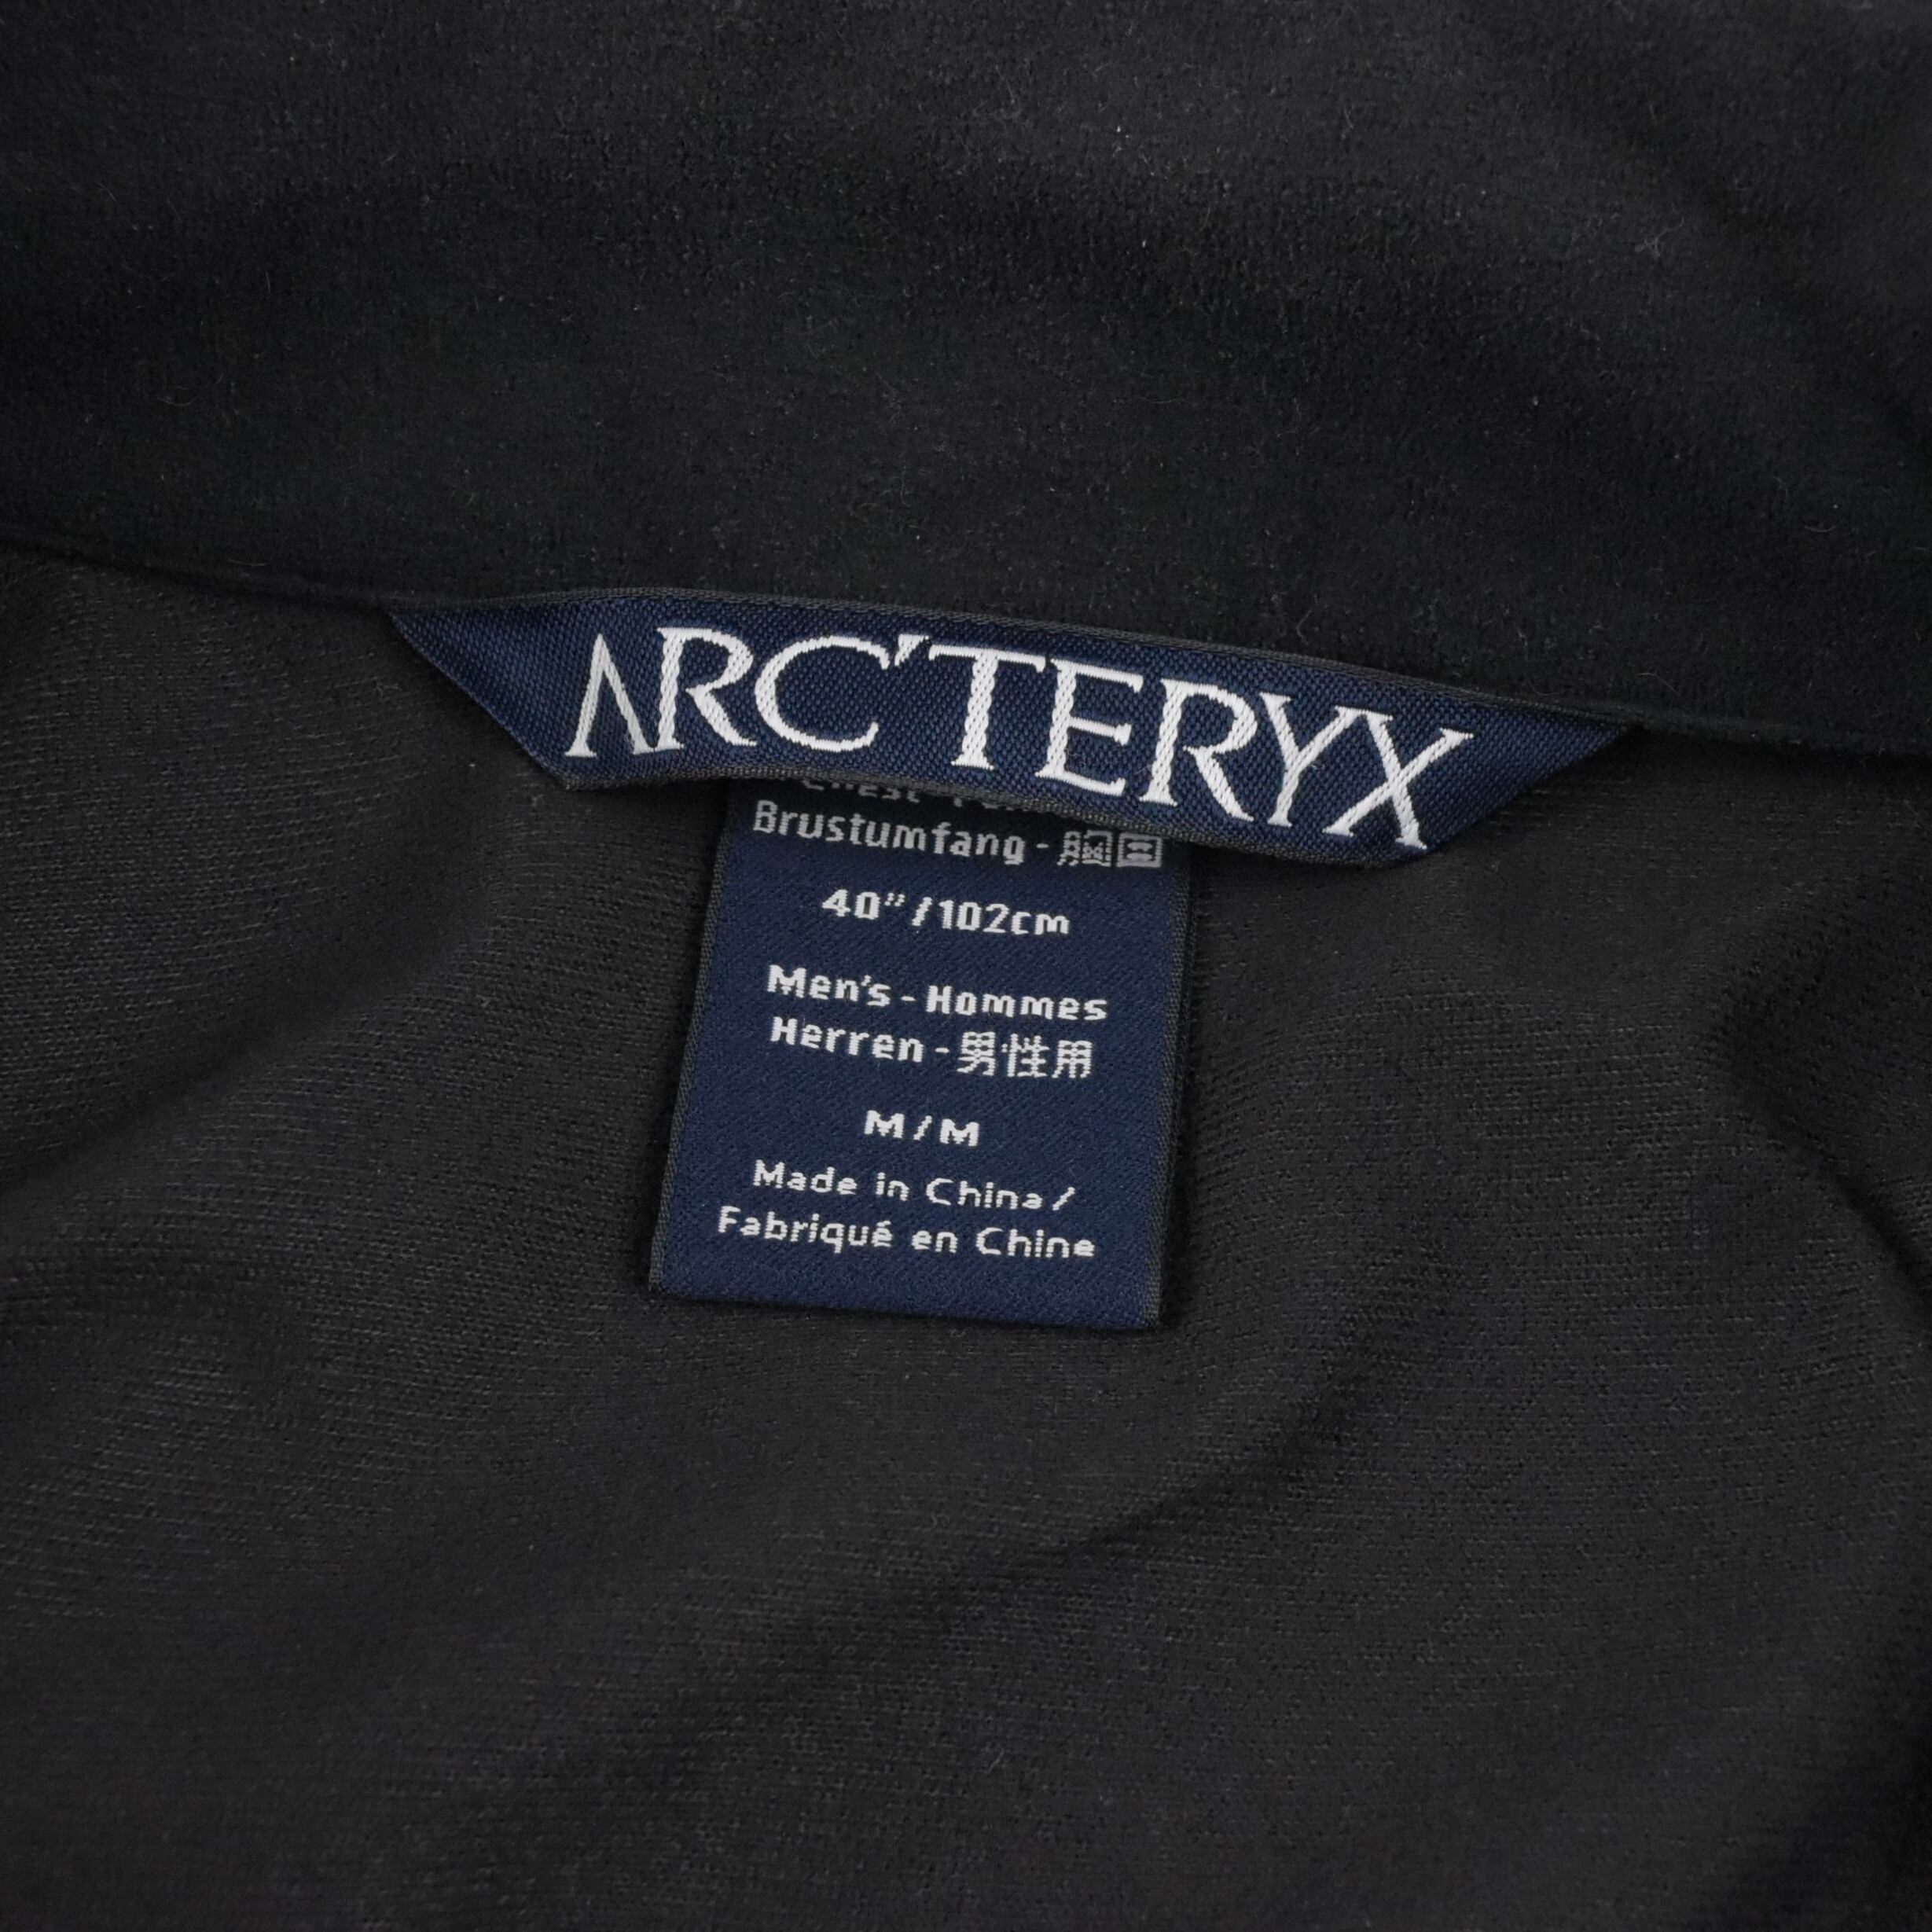 ARC'TERYX
Brustumfang - 胸囲
40"/102cm
Men's - Hommes
Herren - 男性用
M/M
Made in China/
Fabriqué en Chine